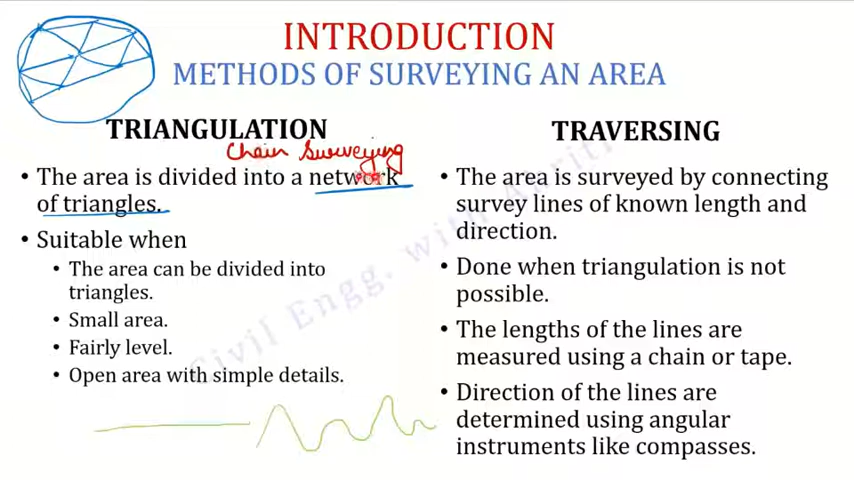 INTRODUCTION
METHODS OF SURVEYING AN AREA
TRIANGULATION
Chain Surveying
• The area is divided into a network
of triangles.
• Suitable when
• The area can be divided into
triangles.
• Small area.
• Fairly level.
• Open area with simple details.
TRAVERSING
• The area is surveyed by connecting
survey lines of known length and
direction.
• Done when triangulation is not
possible.
• The lengths of the lines are
measured using a chain or tape.
• Direction of the lines are
determined using angular
instruments like compasses.
Civil Engg. with Aarti